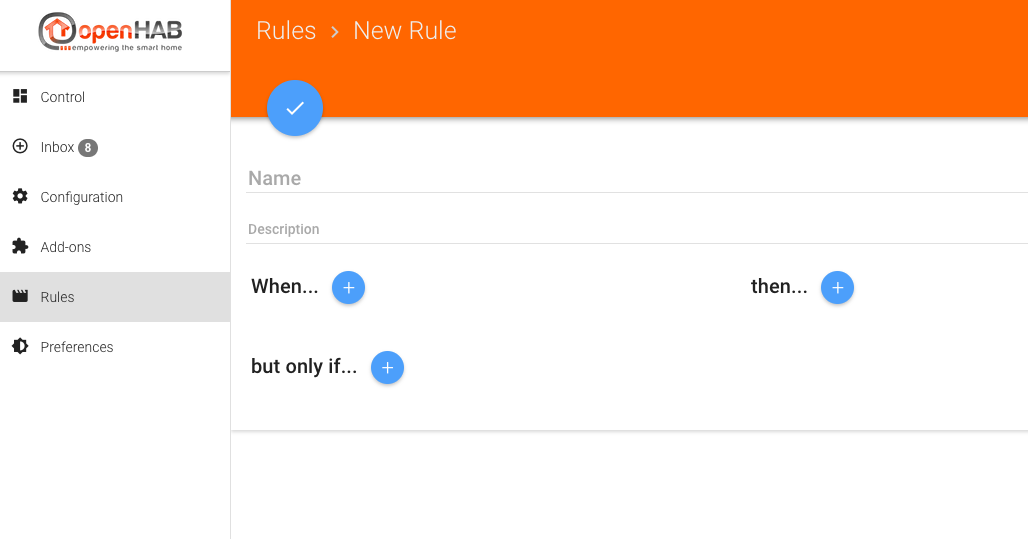 openHAB
empowering the smart home
Rules > New Rule
Control
Inbox 8
Configuration
Add-ons
Rules
Preferences
Name
Description
When... +
then... +
but only if... +